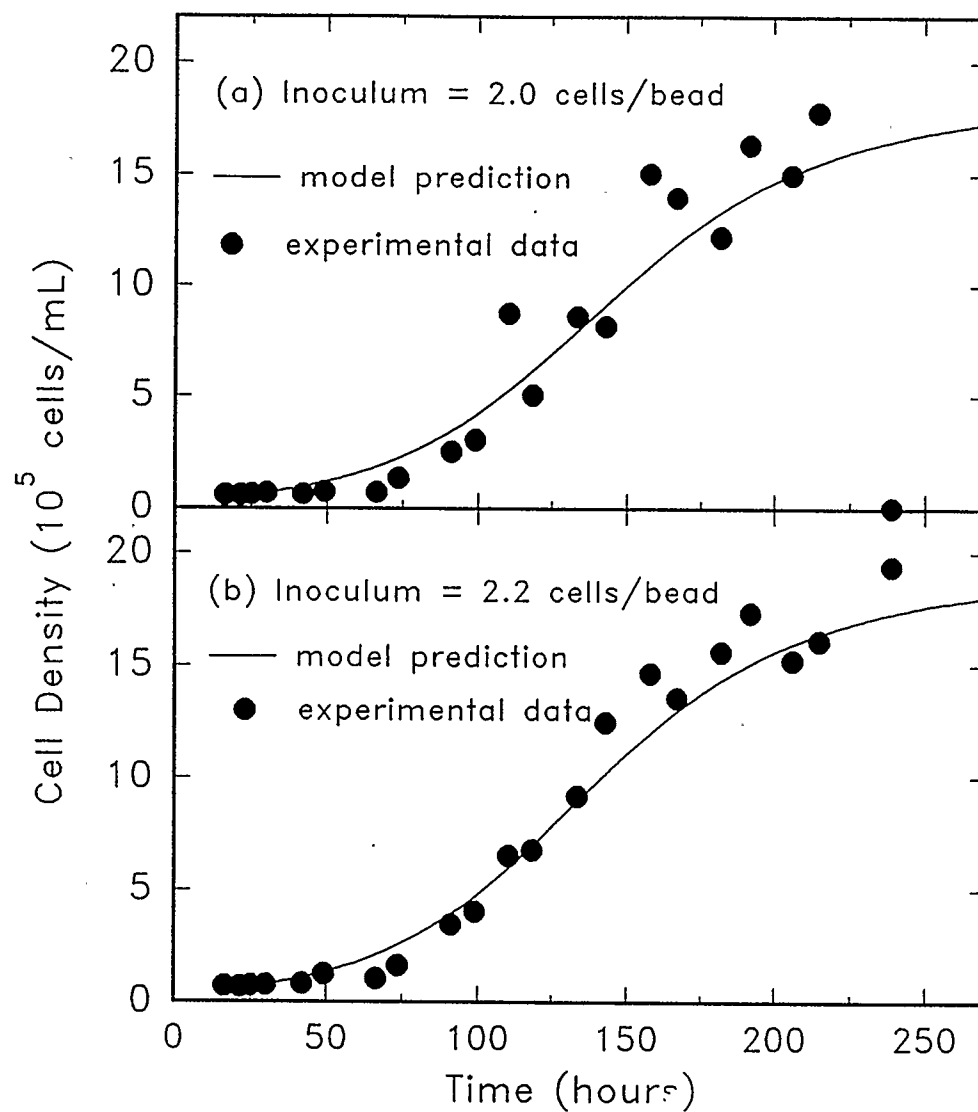 20
(a) Inoculum = 2.0 cells/bead
model prediction
15
experimental data
10
5
0
Cell Density (10^5 cells/mL)
20
(b) Inoculum = 2.2 cells/bead
model prediction
15
experimental data
10
5
0
0 50 100 150 200 250
Time (hours)